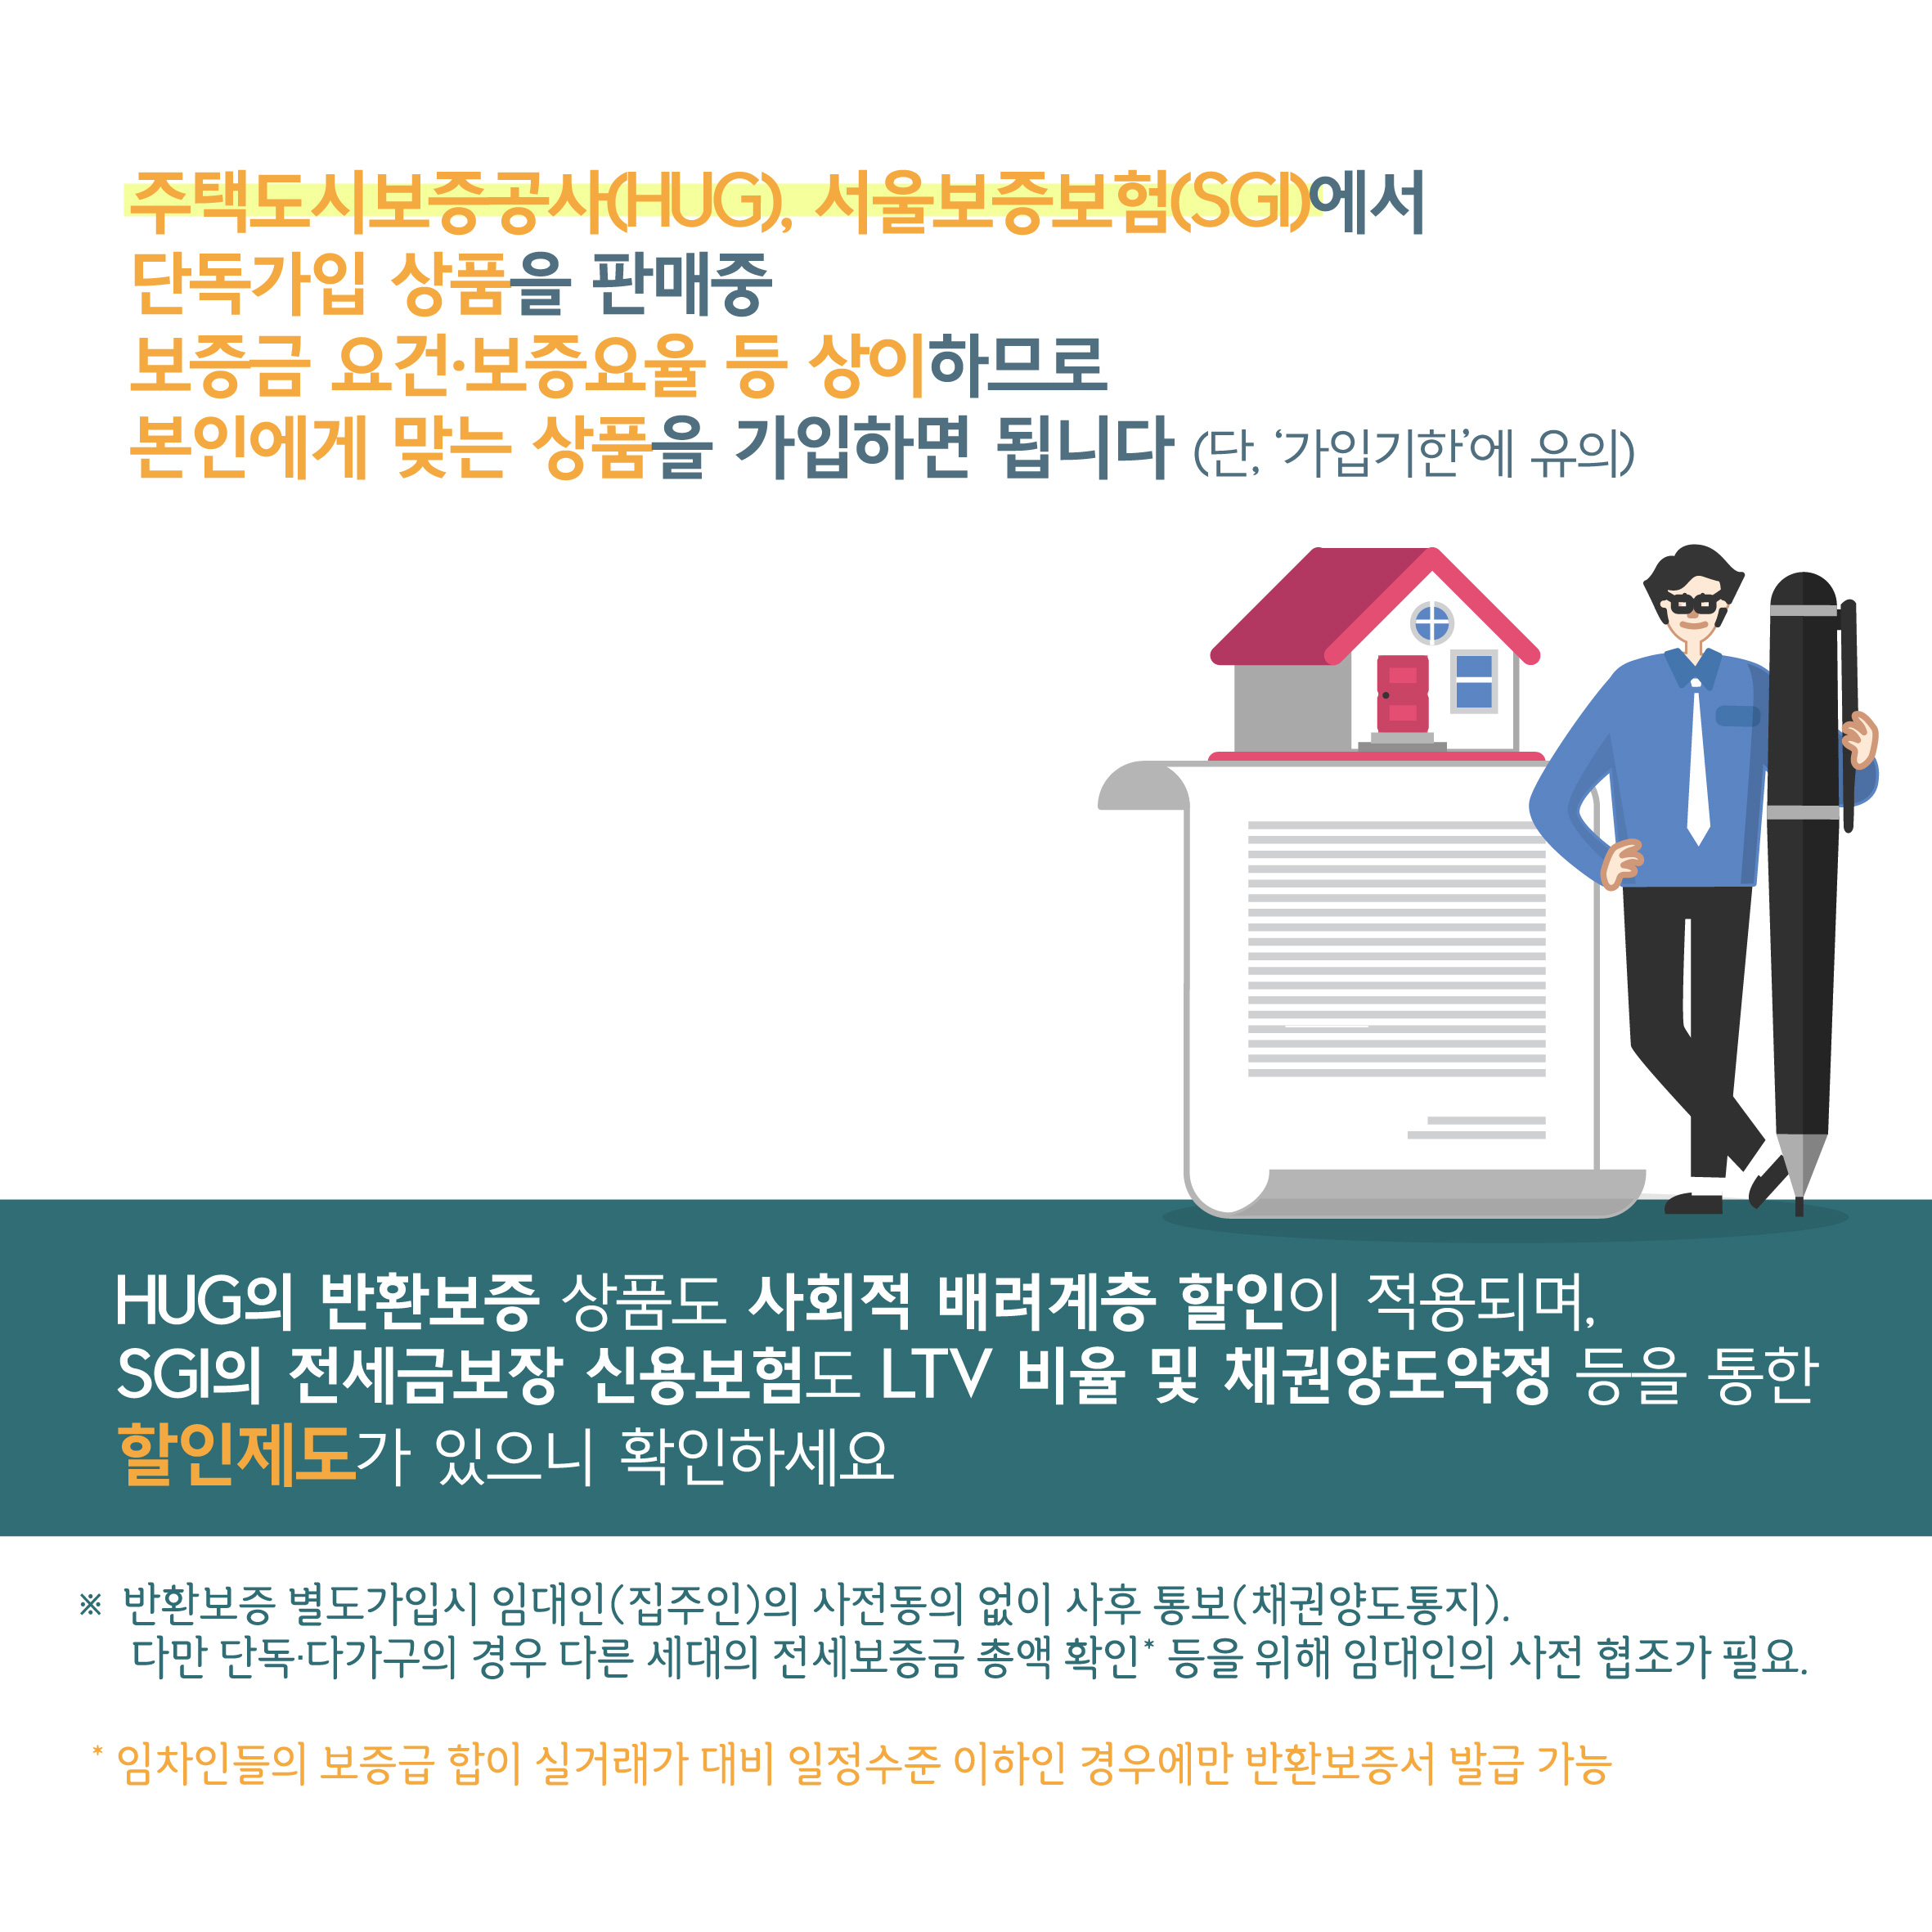 주택도시보증공사(HUG), 서울보증보험(SGI)에서
단독가입 상품을 판매중
보증금 요건·보증요율 등 상이하므로
본인에게 맞는 상품을 가입하면 됩니다 (단, ‘가입기한’에 유의)
HUG의 반환보증 상품도 사회적 배려계층 할인이 적용되며,
SGI의 전세금보장 신용보험도 LTV 비율 및 채권양도약정 등을 통한
할인제도가 있으니 확인하세요
※ 반환보증 별도가입시 임대인(집주인)의 사전동의 없이 사후 통보(채권양도통지).
다만 단독·다가구의 경우 다른 세대의 전세보증금 총액 확인* 등을 위해 임대인의 사전 협조가 필요.
* 임차인들의 보증급 합이 실거래가 대비 일정수준 이하인 경우에만 반환보증서 발급 가능